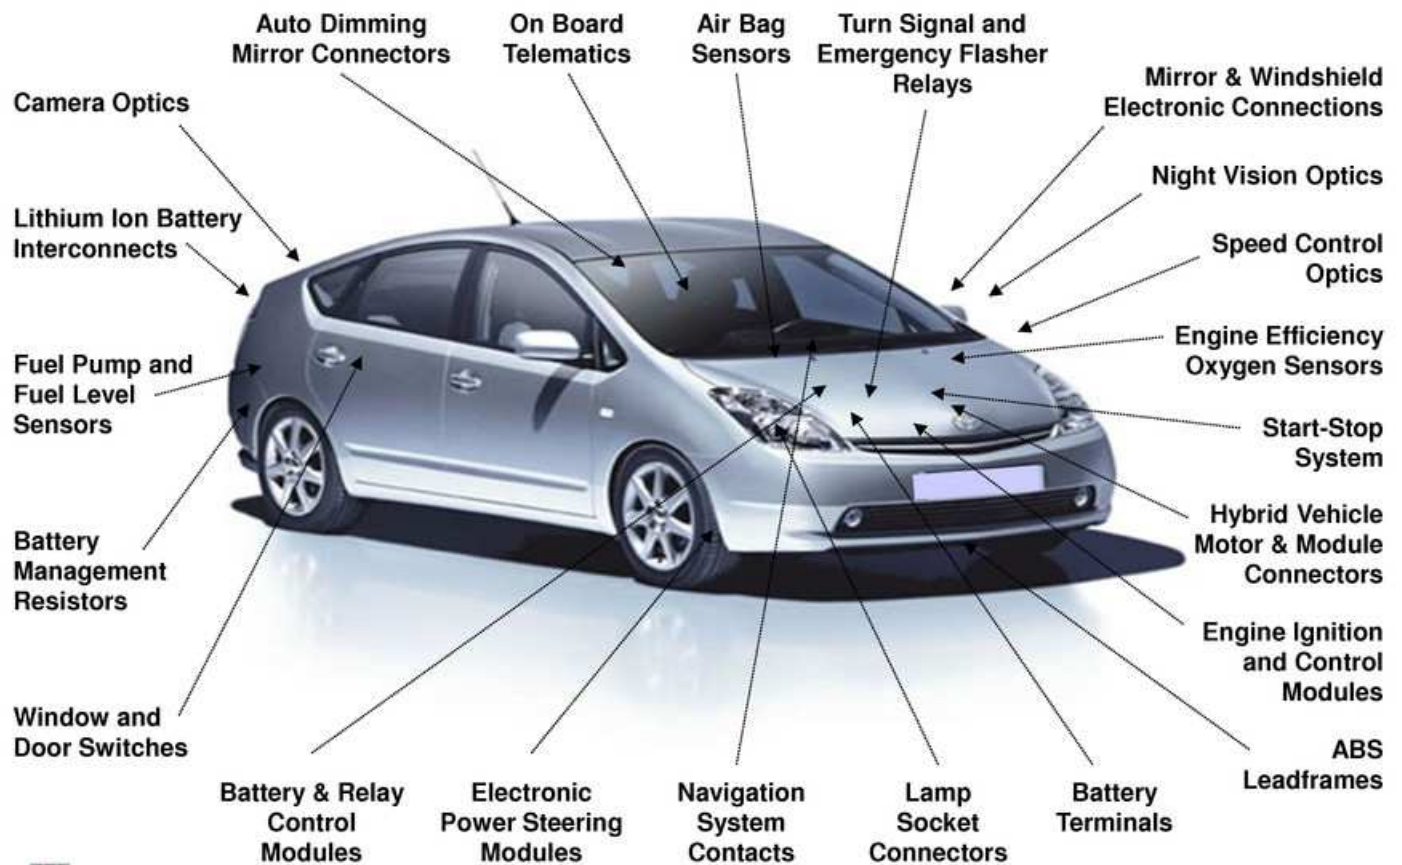 Auto Dimming
Mirror Connectors
On Board
Telematics
Air Bag
Sensors
Turn Signal and
Emergency Flasher
Relays
Mirror & Windshield
Electronic Connections
Camera Optics
Night Vision Optics
Lithium Ion Battery
Interconnects
Speed Control
Optics
Engine Efficiency
Oxygen Sensors
Fuel Pump and
Fuel Level
Sensors
Start-Stop
System
Hybrid Vehicle
Motor & Module
Connectors
Battery
Management
Resistors
Engine Ignition
and Control
Modules
Window and
Door Switches
ABS
Leadframes
Battery & Relay
Control
Modules
Electronic
Power Steering
Modules
Navigation
System
Contacts
Lamp
Socket
Connectors
Battery
Terminals